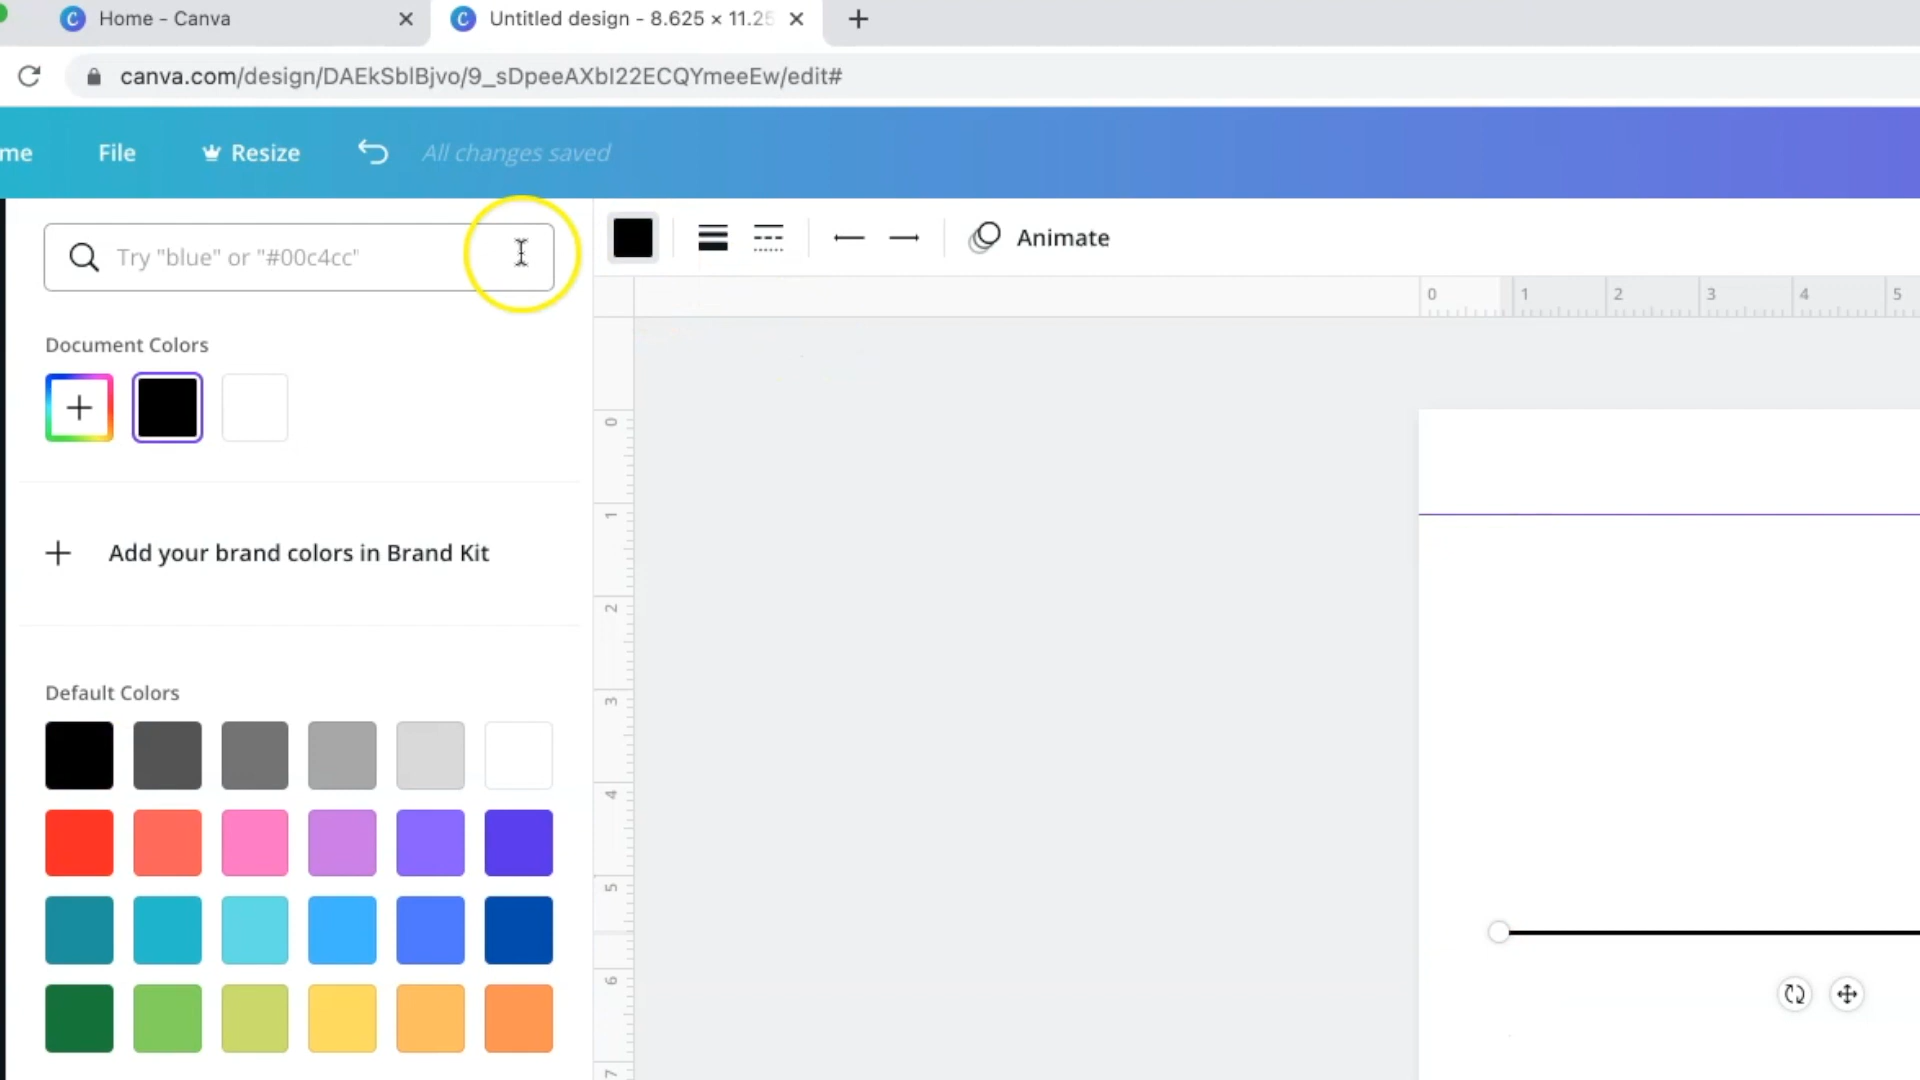 Home - Canva
Untitled design - 8.625 × 11.25
canva.com/design/DAEkSblBjvo/9_sDpeeAXbI22ECQYmeeEw/edit#
me
File
Resize
All changes saved
Try "blue" or "#00c4cc"
Animate
0 1 2 3 4 5
Document Colors
0
1
Add your brand colors in Brand Kit
2
Default Colors
3
4
5
6
7